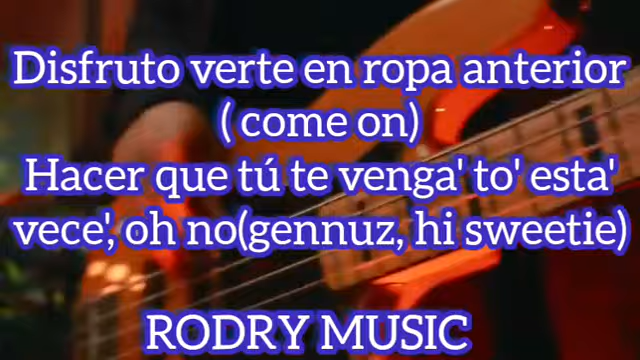 Disfruto verte en ropa anterior
( come on)
Hacer que tú te venga' to' esta'
vece', oh no(gennuz, hi sweetie)
RODRY MUSIC